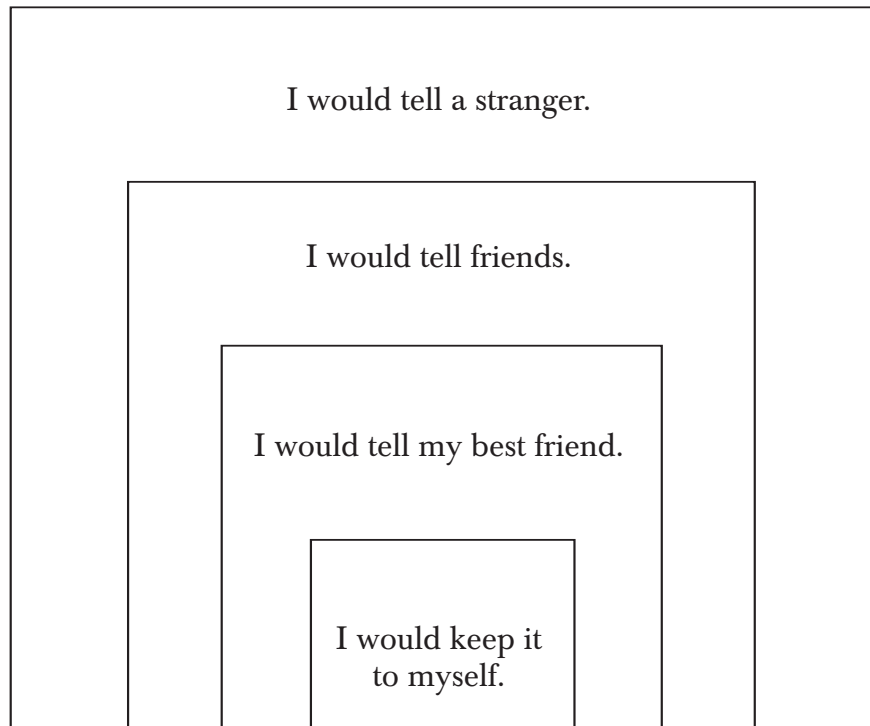 I would tell a stranger.
I would tell friends.
I would tell my best friend.
I would keep it
to myself.